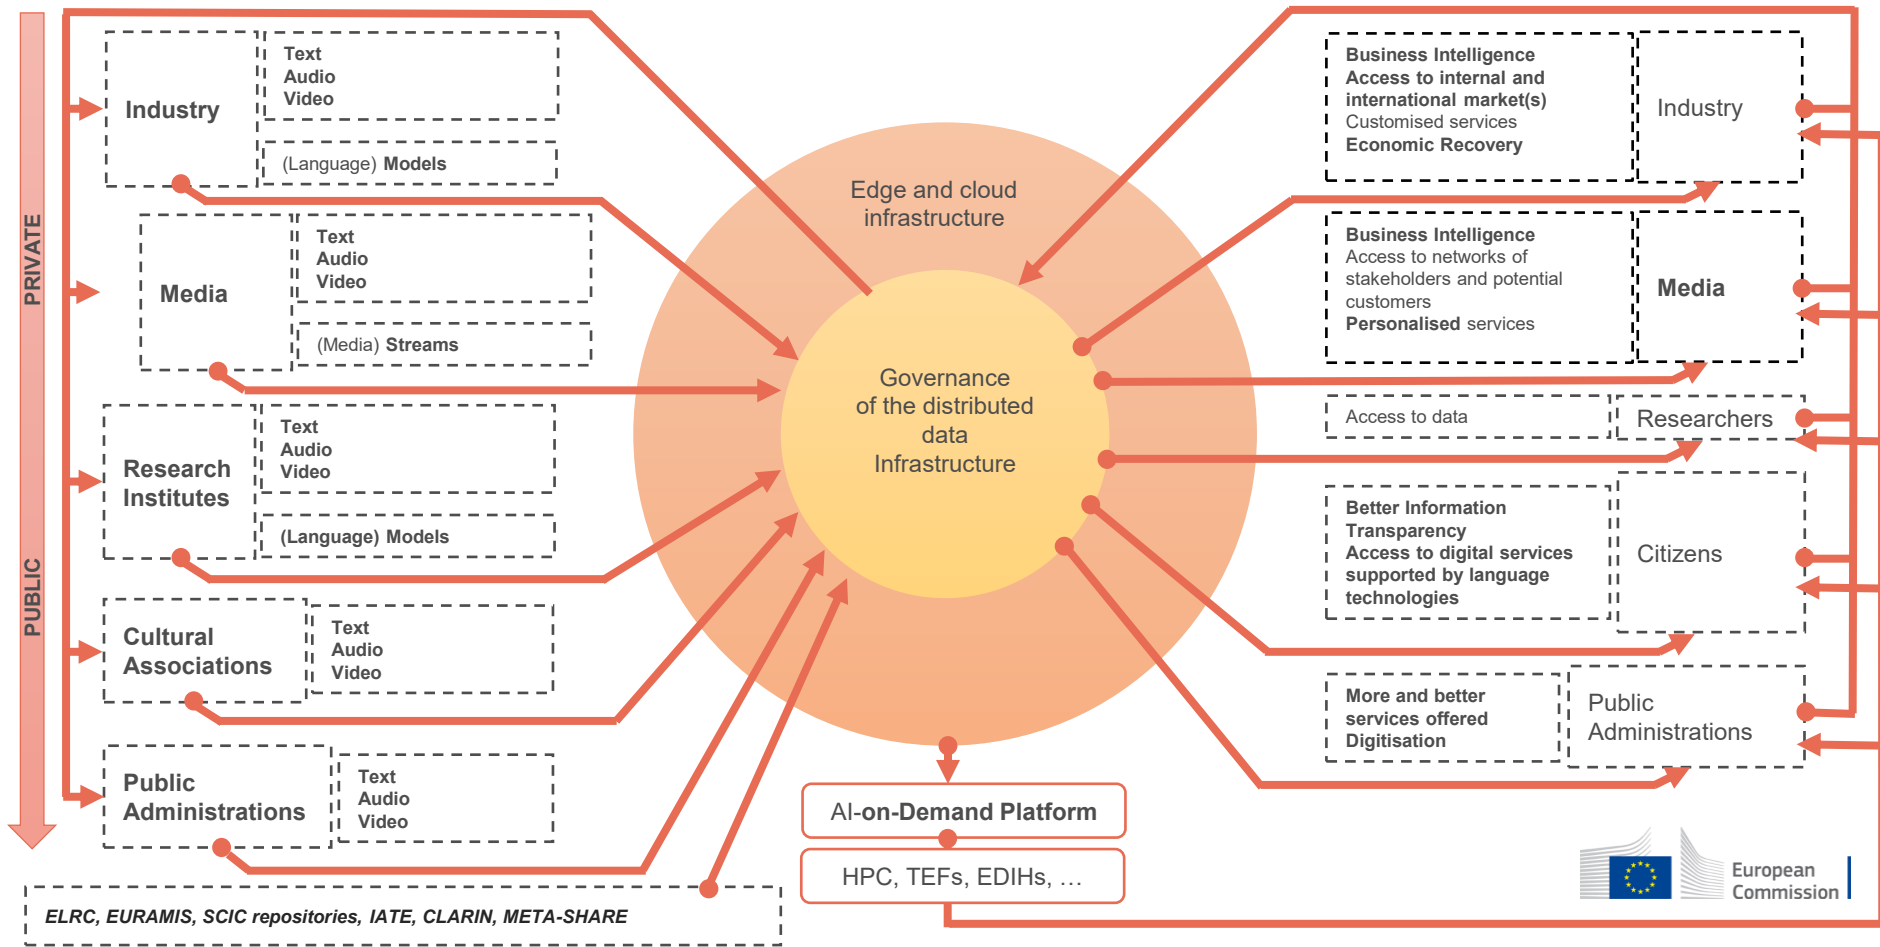 PRIVATE
PUBLIC
Industry
Text
Audio
Video
(Language) Models
Media
Text
Audio
Video
(Media) Streams
Research
Institutes
Text
Audio
Video
(Language) Models
Cultural
Associations
Text
Audio
Video
Public
Administrations
Text
Audio
Video
ELRC, EURAMIS, SCIC repositories, IATE, CLARIN, META-SHARE
Edge and cloud
infrastructure
Governance
of the distributed
data
Infrastructure
AI-on-Demand Platform
HPC, TEFs, EDIHs, …
Business Intelligence
Access to internal and
international market(s)
Customised services
Economic Recovery
Industry
Business Intelligence
Access to networks of
stakeholders and potential
customers
Personalised services
Media
Access to data
Researchers
Better Information
Transparency
Access to digital services
supported by language
technologies
Citizens
More and better
services offered
Digitisation
Public
Administrations
European
Commission